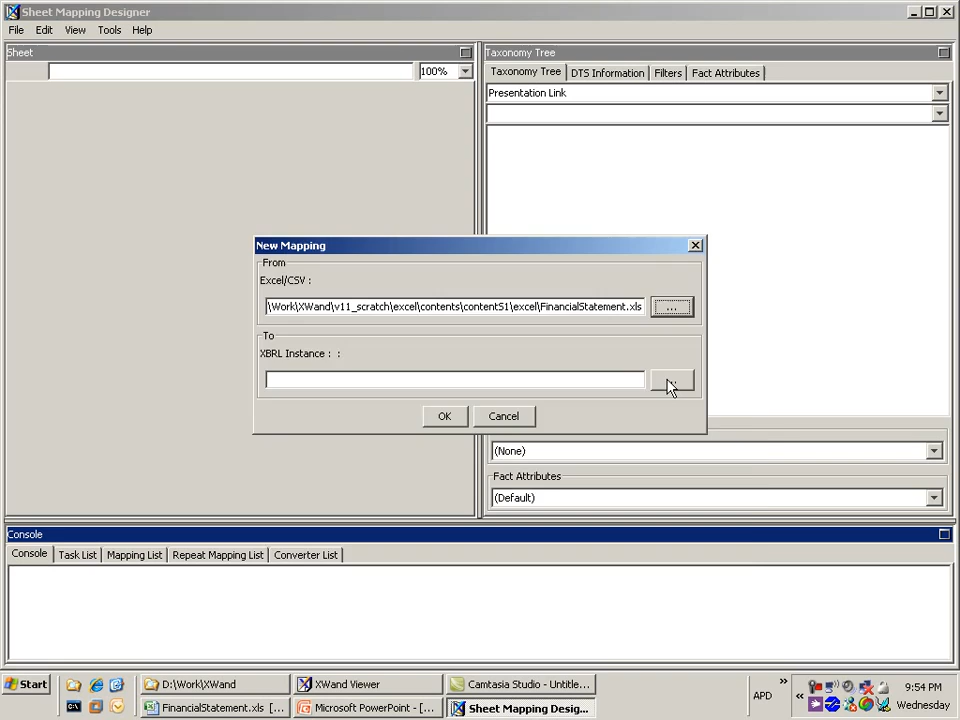 Sheet Mapping Designer
File Edit View Tools Help
Sheet
100%
Taxonomy Tree
Taxonomy Tree DTS Information Filters Fact Attributes
Presentation Link
New Mapping
From
Excel/CSV :
\Work\XWand\v11_scratch\excel\contents\contentS1\excel\FinancialStatement.xls
...
To
XBRL Instance : :
OK Cancel
(None)
Fact Attributes
(Default)
Console
Console Task List Mapping List Repeat Mapping List Converter List
Start
D:\Work\XWand
XWand Viewer
Camtasia Studio - Untitle...
FinancialStatement.xls [...
Microsoft PowerPoint - [...
Sheet Mapping Desig...
APD
9:54 PM
Wednesday